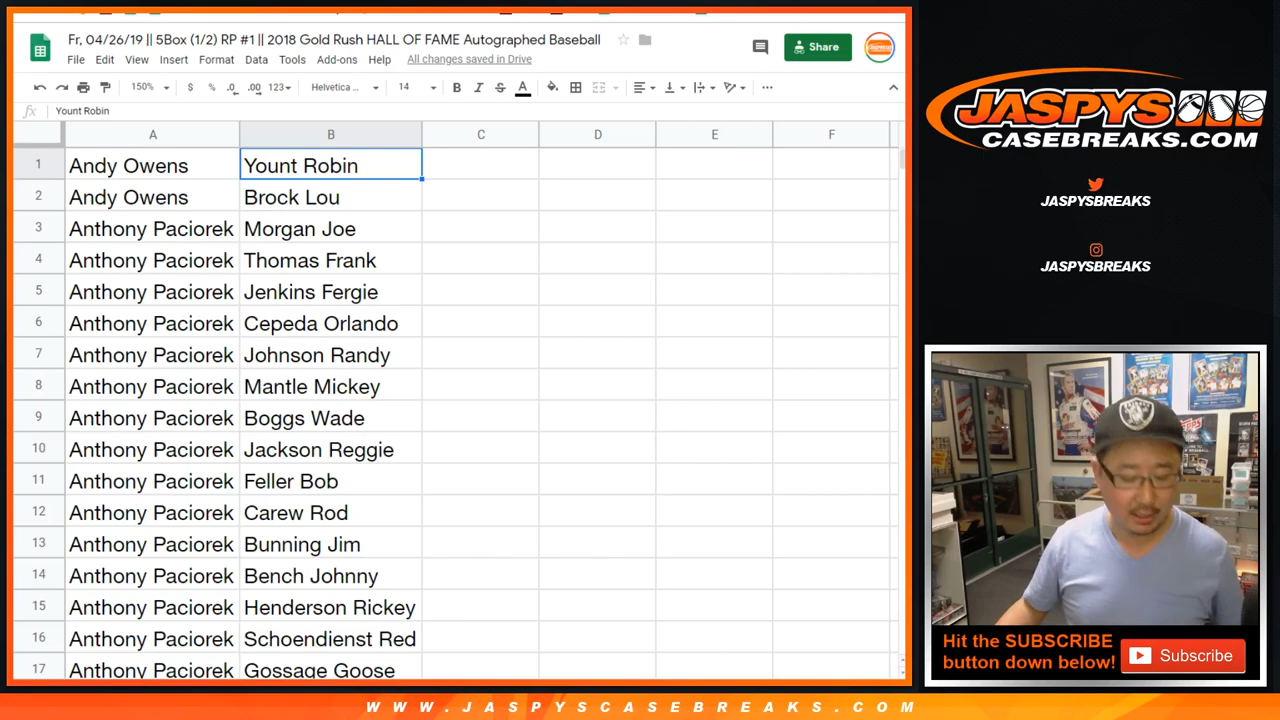 Fr, 04/26/19 || 5Box (1/2) RP #1 || 2018 Gold Rush HALL OF FAME Autographed Baseball
Share
File Edit View Insert Format Data Tools Add-ons Help All changes saved in Drive
150% $ % .0 .00 123 Helvetica ... 14 B I S A
fx Yount Robin
A B C D E F
1 Andy Owens Yount Robin
2 Andy Owens Brock Lou
3 Anthony Paciorek Morgan Joe
4 Anthony Paciorek Thomas Frank
5 Anthony Paciorek Jenkins Fergie
6 Anthony Paciorek Cepeda Orlando
7 Anthony Paciorek Johnson Randy
8 Anthony Paciorek Mantle Mickey
9 Anthony Paciorek Boggs Wade
10 Anthony Paciorek Jackson Reggie
11 Anthony Paciorek Feller Bob
12 Anthony Paciorek Carew Rod
13 Anthony Paciorek Bunning Jim
14 Anthony Paciorek Bench Johnny
15 Anthony Paciorek Henderson Rickey
16 Anthony Paciorek Schoendienst Red
17 Anthony Paciorek Gossage Goose
JASPYS
CASEBREAKS.COM
JASPYSBREAKS
JASPYSBREAKS
Hit the SUBSCRIBE
button down below!
Subscribe
WWW.JASPYSCASEBREAKS.COM